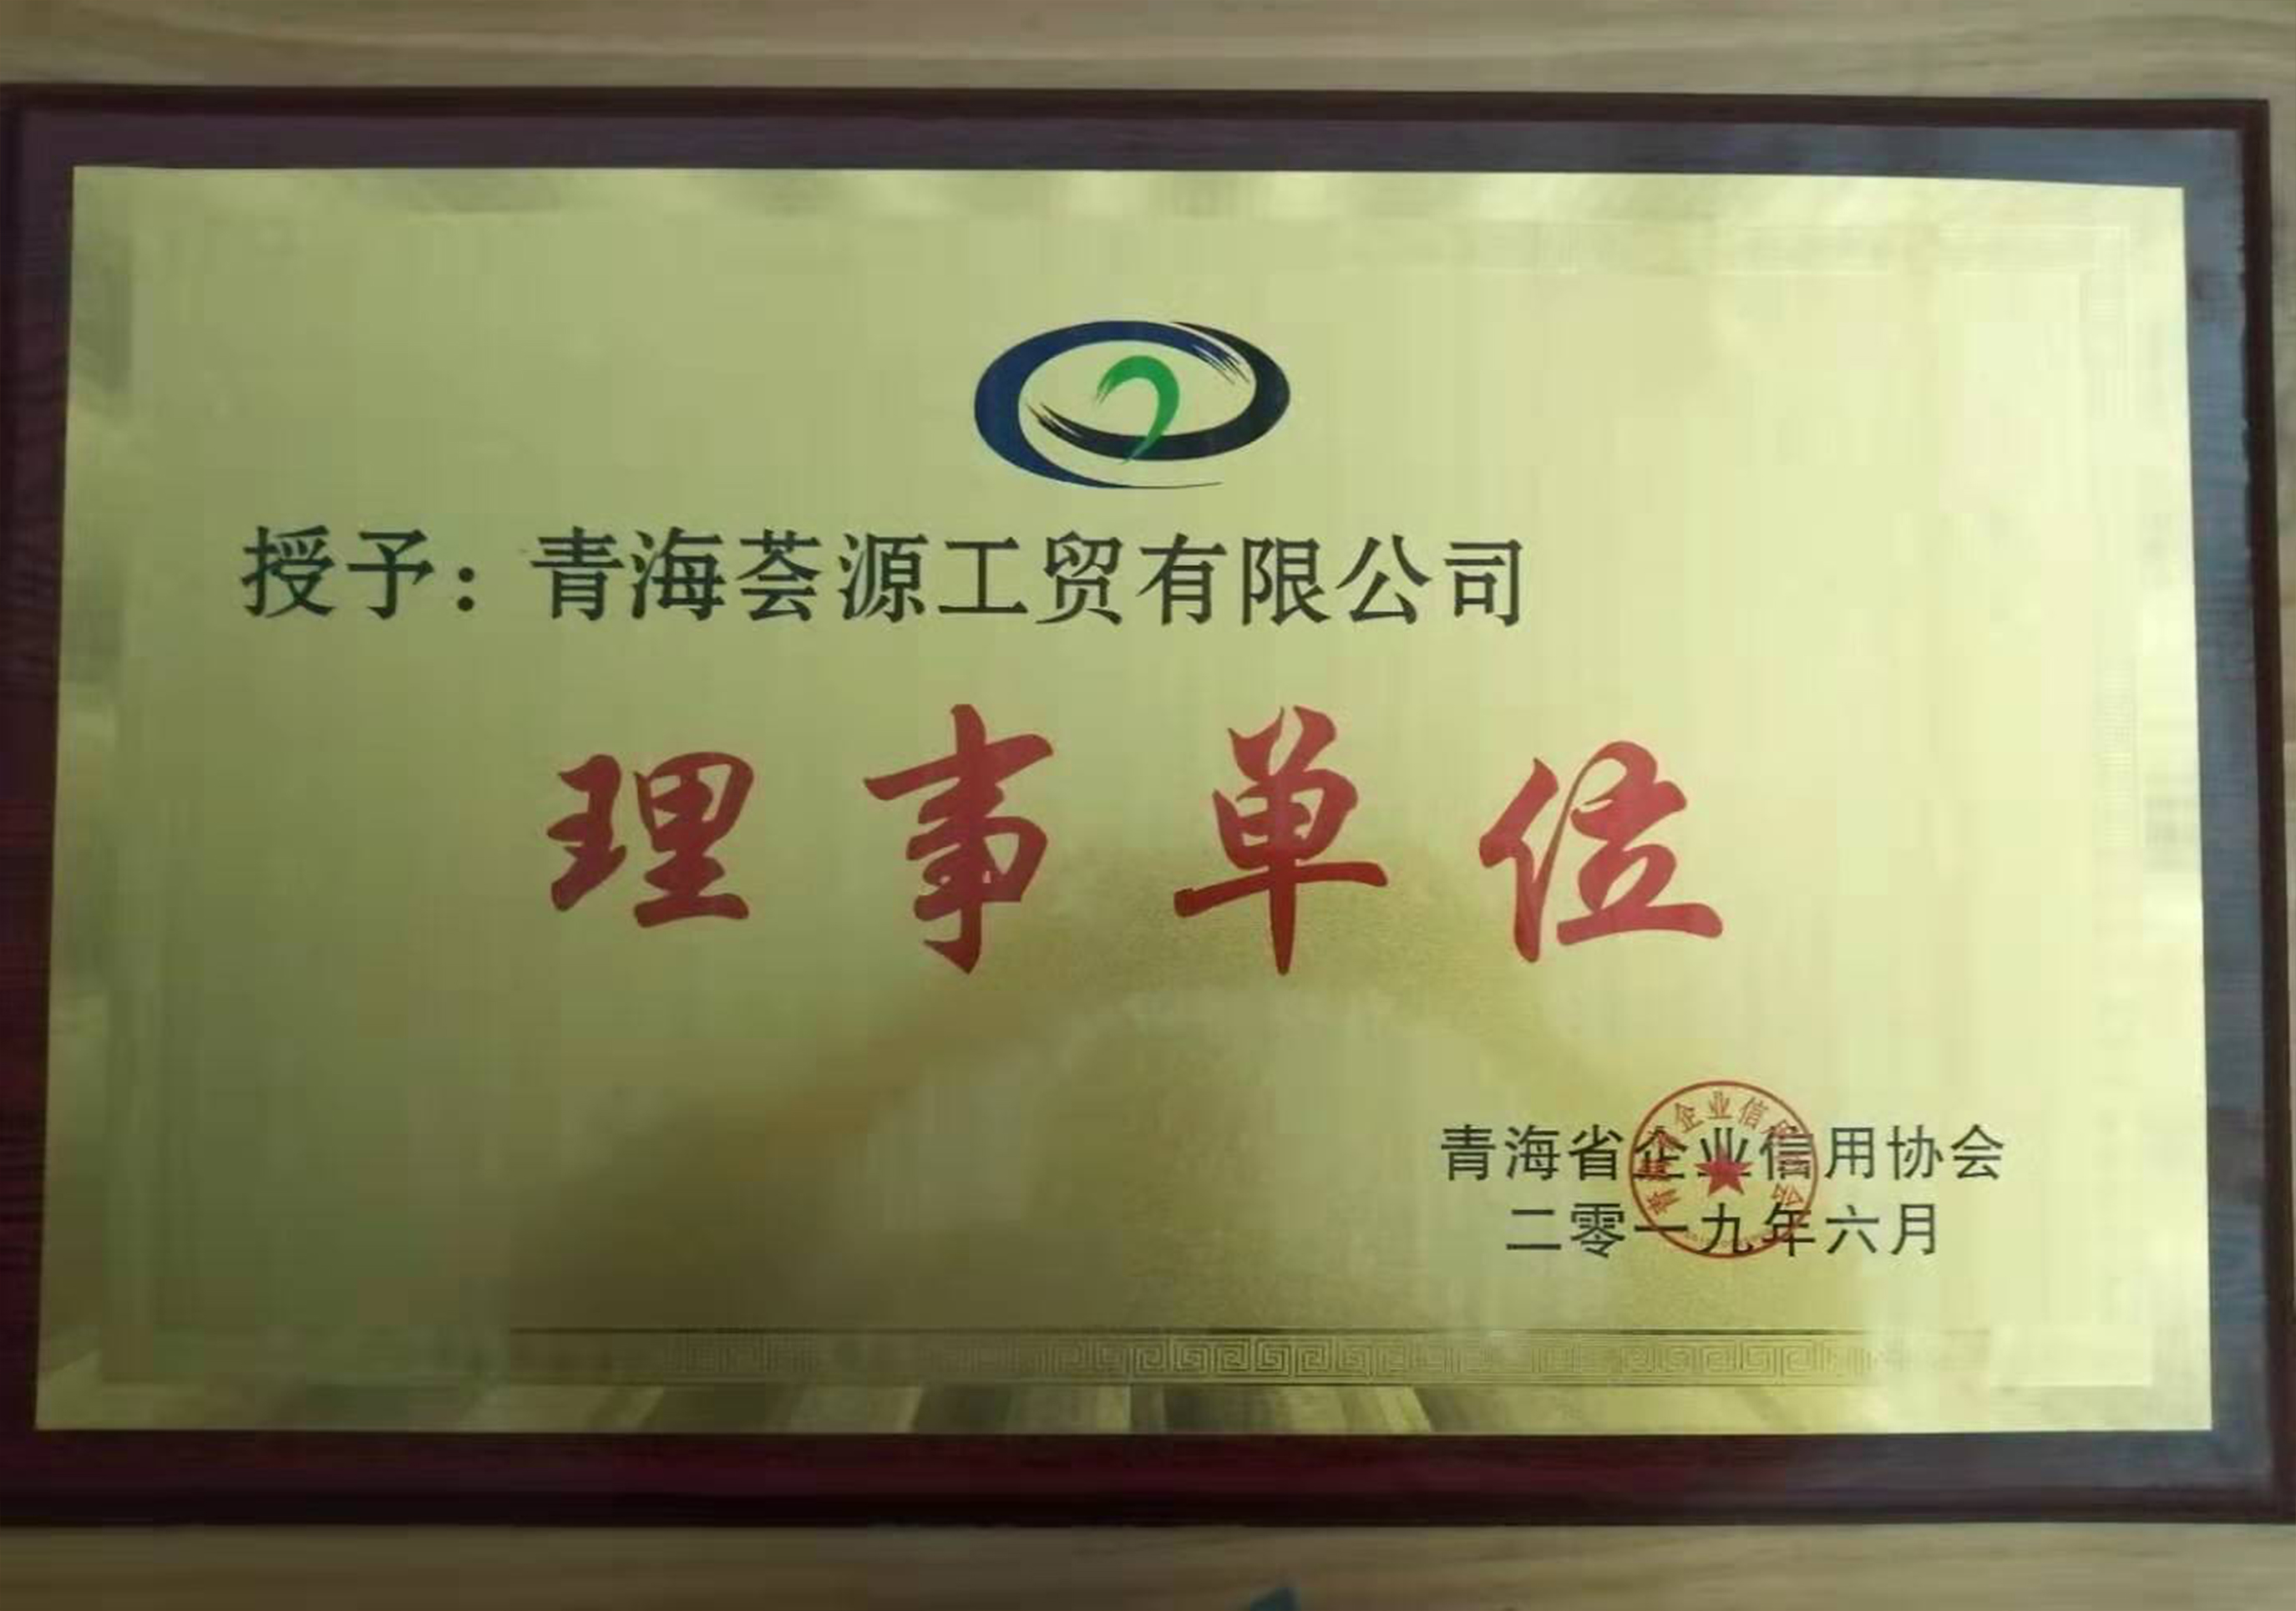 授予：青海荟源工贸有限公司
理事单位
青海省企业信用协会
二零一九年六月